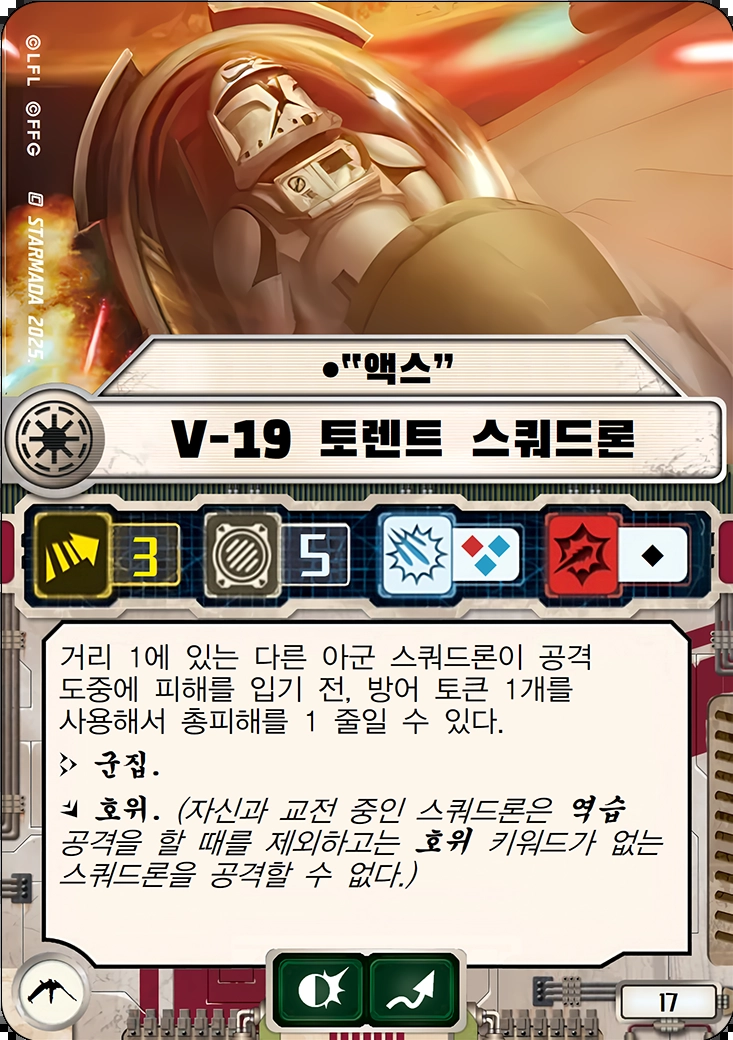 ©LFL ©FFG
STARMADA 2025.
•“액스”
V-19 토렌트 스쿼드론
3
5
거리 1에 있는 다른 아군 스쿼드론이 공격
도중에 피해를 입기 전, 방어 토큰 1개를
사용해서 총피해를 1 줄일 수 있다.
군집.
호위. (자신과 교전 중인 스쿼드론은 역습
공격을 할 때를 제외하고는 호위 키워드가 없는
스쿼드론을 공격할 수 없다.)
17